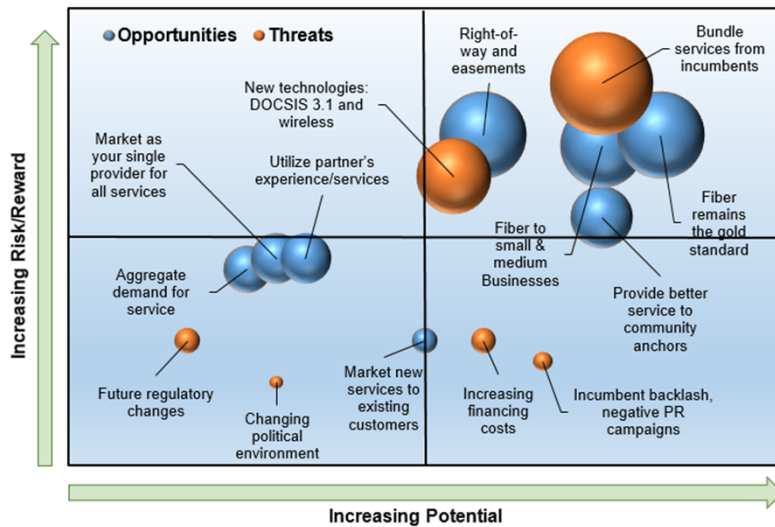 Opportunities
Threats
Right-of-
way and
easements
Bundle
services from
incumbents
New technologies:
DOCSIS 3.1 and
wireless
Market as
your single
provider for
all services
Utilize partner's
experience/services
Aggregate
demand for
service
Fiber to
small &
medium
Businesses
Fiber
remains
the gold
standard
Provide better
service to
community
anchors
Future regulatory
changes
Changing
political
environment
Market new
services to
existing
customers
Increasing
financing
costs
Incumbent backlash,
negative PR
campaigns
Increasing Risk/Reward
Increasing Potential